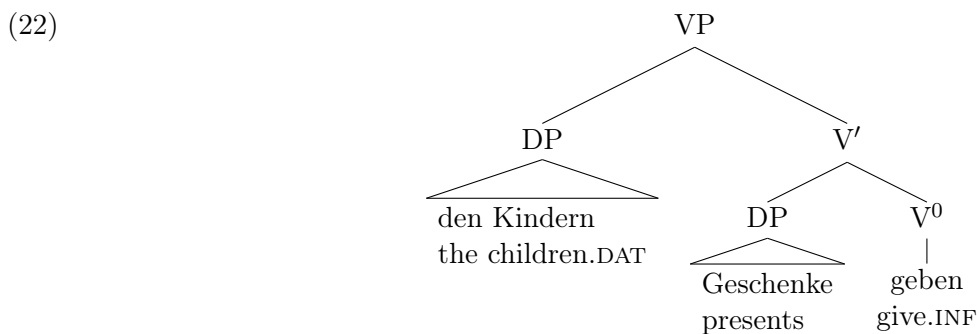 (22)
VP
DP V′
den Kindern
the children.DAT
DP V⁰
Geschenke
presents
geben
give.INF